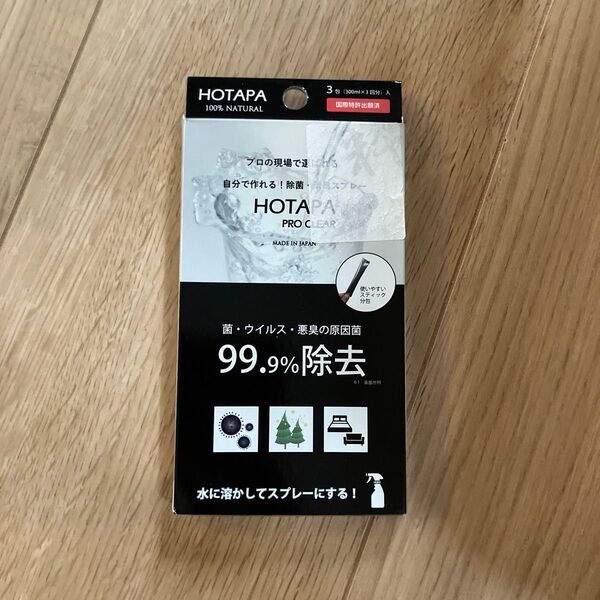 HOTAPA
100% NATURAL
3包（300ml×3回分）入
国際特許出願済
プロの現場で選ばれる
自分で作れる！除菌・消臭スプレー
HOTAPA
PRO CLEAR
MADE IN JAPAN
使いやすい
スティック
分包
菌・ウイルス・悪臭の原因菌
99.9%除去
水に溶かしてスプレーにする！